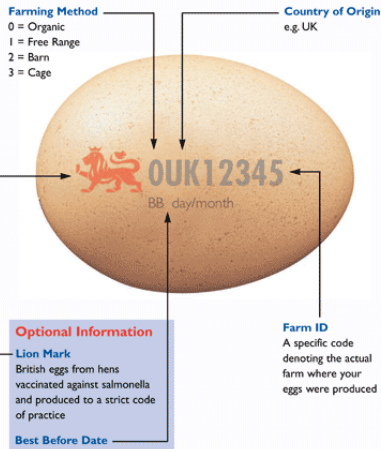 Farming Method
0 = Organic
1 = Free Range
2 = Barn
3 = Cage
Country of Origin
e.g. UK
0UK12345
BB day/month
Optional Information
Lion Mark
British eggs from hens
vaccinated against salmonella
and produced to a strict code
of practice
Best Before Date
Farm ID
A specific code
denoting the actual
farm where your
eggs were produced